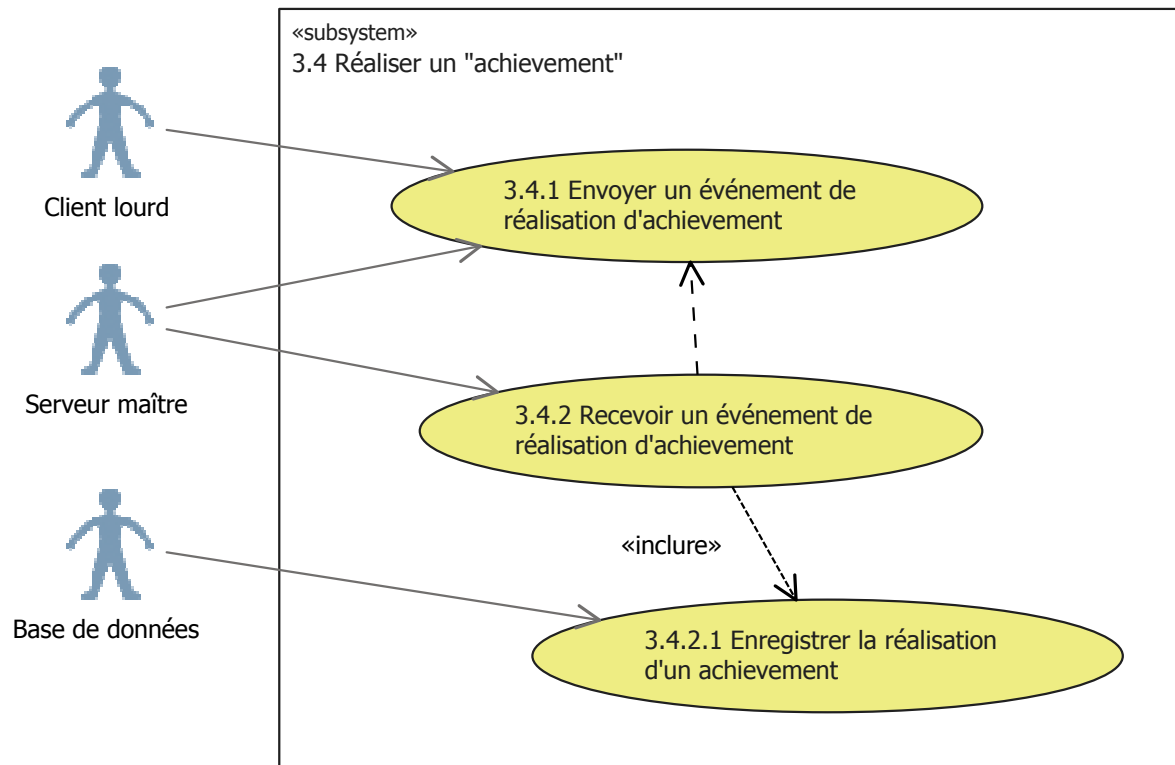 «subsystem»
3.4 Réaliser un "achievement"
Client lourd
3.4.1 Envoyer un événement de
réalisation d'achievement
Serveur maître
3.4.2 Recevoir un événement de
réalisation d'achievement
«inclure»
Base de données
3.4.2.1 Enregistrer la réalisation
d'un achievement